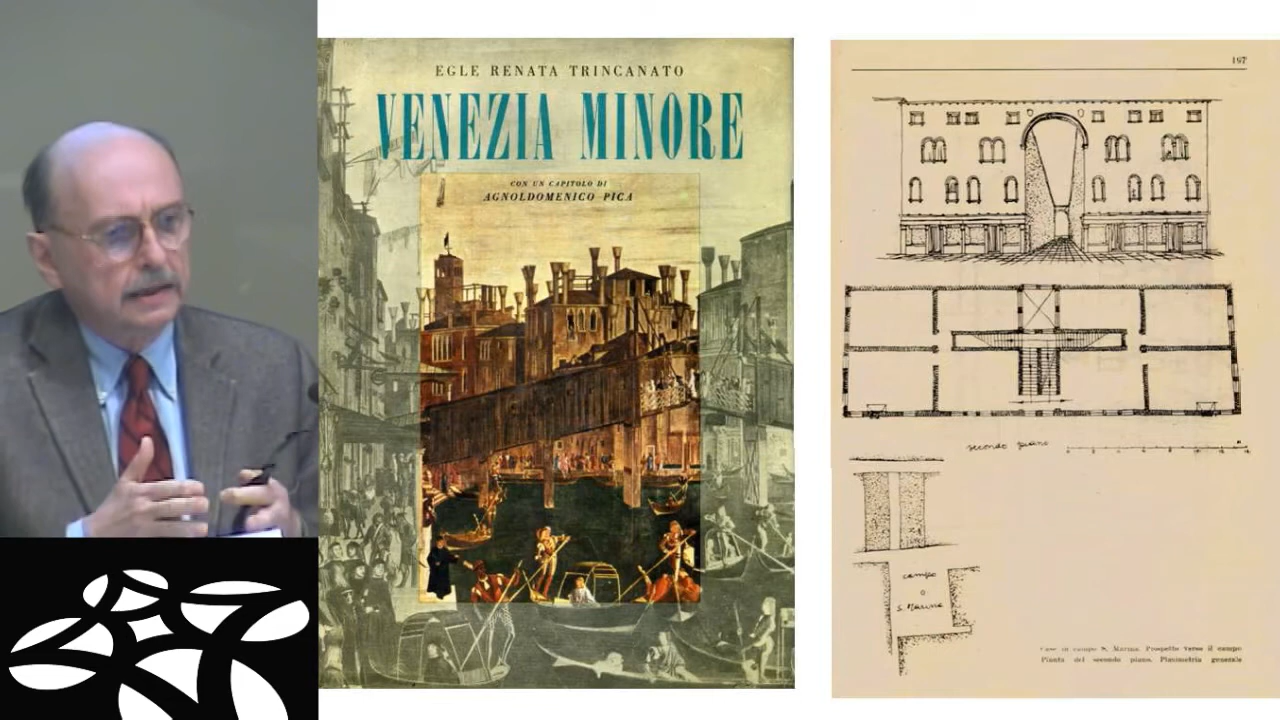 EGLE RENATA TRINCANATO
VENEZIA MINORE
CON UN CAPITOLO DI
AGNOLDOMENICO PICA
197
secondo piano
campo
S. Marina
Case in campo S. Marina. Prospetto verso il campo
Pianta del secondo piano. Planimetria generale